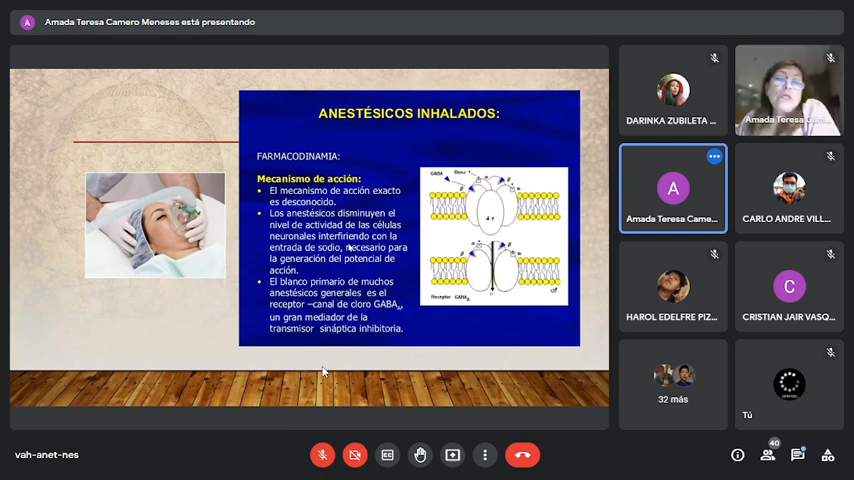 Amada Teresa Camero Meneses está presentando
A
ANESTÉSICOS INHALADOS:
FARMACODINAMIA:
Mecanismo de acción:
El mecanismo de acción exacto
es desconocido.
Los anestésicos disminuyen el
nivel de actividad de las células
neuronales interfiriendo con la
entrada de sodio, necesario para
la generación del potencial de
acción.
El blanco primario de muchos
anestésicos generales es el
receptor –canal de cloro GABA
A,
un gran mediador de la
transmisor sináptica inhibitoria.
GABA
Receptor GABA
A
DARINKA ZUBILETA ...
A
Amada Teresa Came...
CARLO ANDRE VILL...
HAROL EDELFRE PIZ...
C
CRISTIAN JAIR VASQ...
32 más
Tú
vah-anet-nes
40